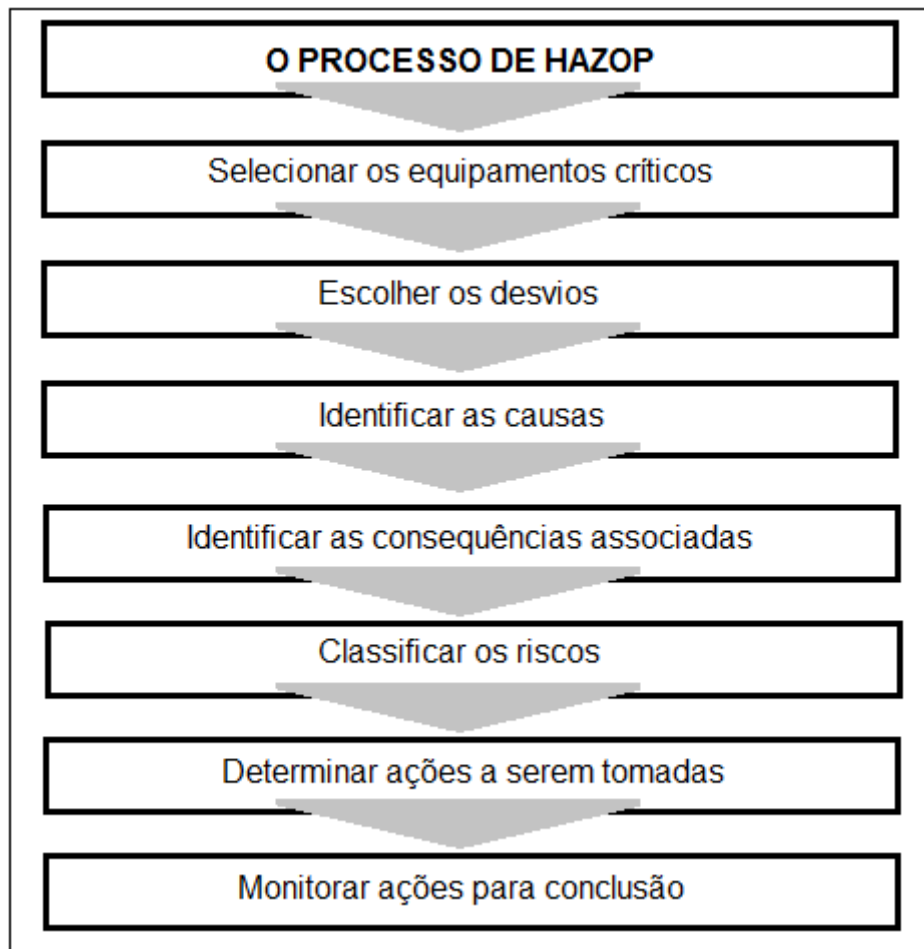 O PROCESSO DE HAZOP
Selecionar os equipamentos críticos
Escolher os desvios
Identificar as causas
Identificar as consequências associadas
Classificar os riscos
Determinar ações a serem tomadas
Monitorar ações para conclusão